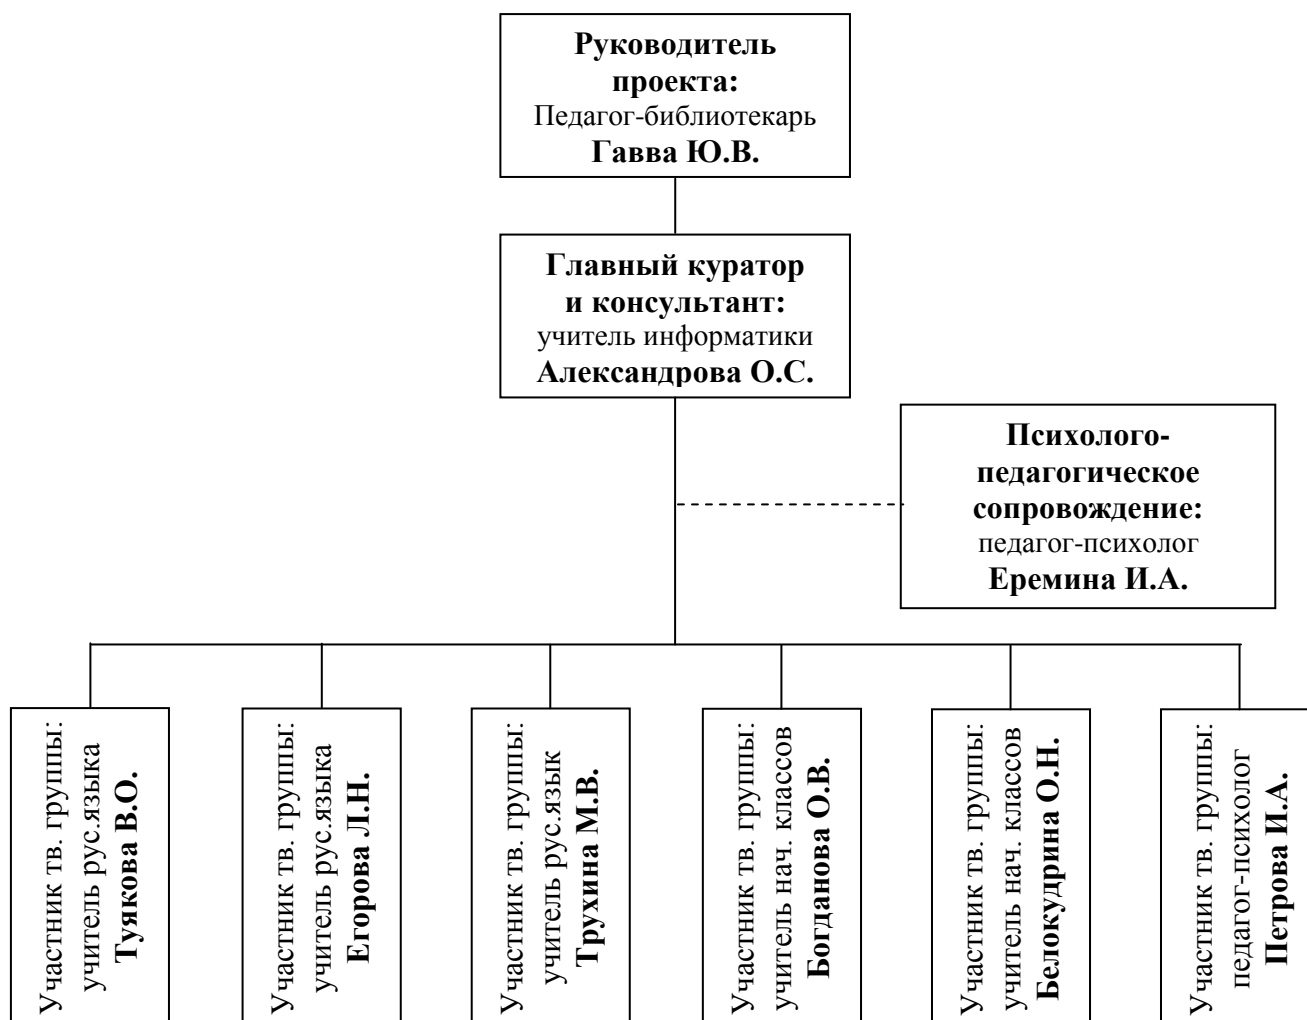 Руководитель
проекта:
Педагог-библиотекарь
Гавва Ю.В.
Главный куратор
и консультант:
учитель информатики
Александрова О.С.
Психолого-
педагогическое
сопровождение:
педагог-психолог
Еремина И.А.
Участник тв. группы:
учитель рус.языка
Туякова В.О.
Участник тв. группы:
учитель рус.языка
Егорова Л.Н.
Участник тв. группы:
учитель рус.язык
Трухина М.В.
Участник тв. группы:
учитель нач. классов
Богданова О.В.
Участник тв. группы:
учитель нач. классов
Белокудрина О.Н.
Участник тв. группы:
педагог-психолог
Петрова И.А.